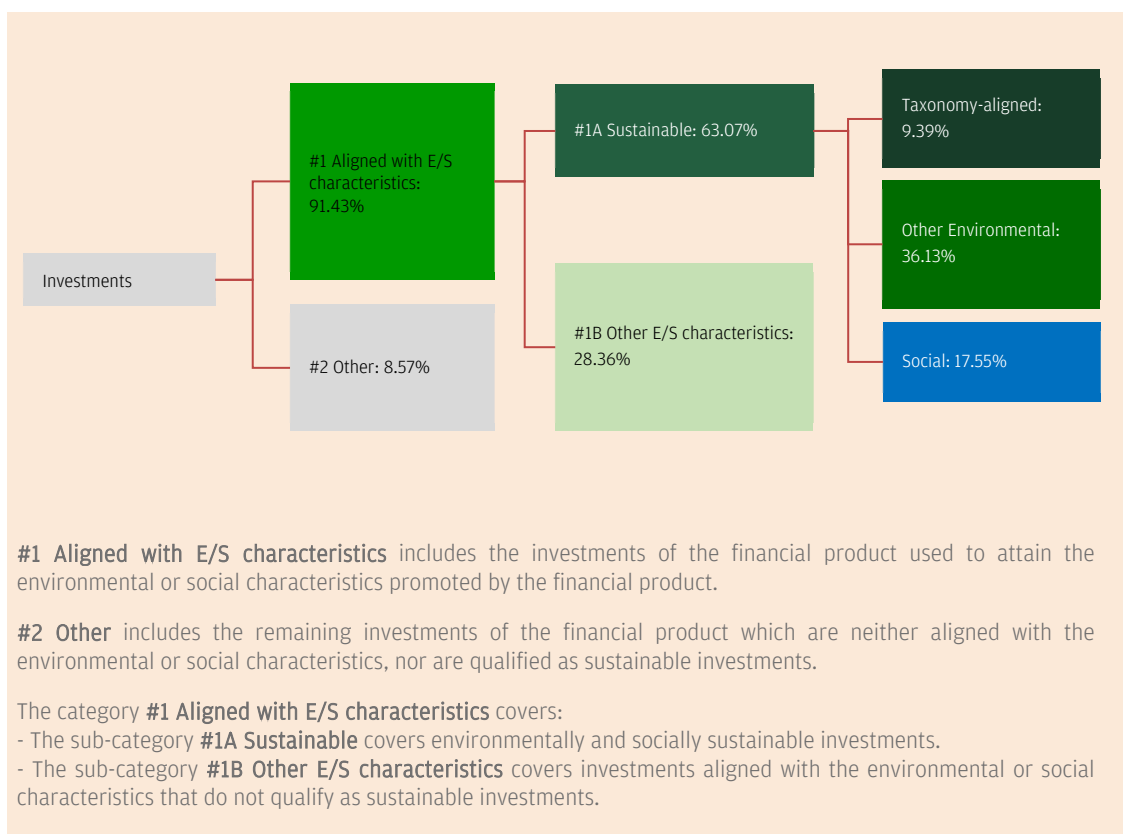 Investments
#1 Aligned with E/S
characteristics:
91.43%
#2 Other: 8.57%
#1A Sustainable: 63.07%
#1B Other E/S characteristics:
28.36%
Taxonomy-aligned:
9.39%
Other Environmental:
36.13%
Social: 17.55%
#1 Aligned with E/S characteristics includes the investments of the financial product used to attain the
environmental or social characteristics promoted by the financial product.
#2 Other includes the remaining investments of the financial product which are neither aligned with the
environmental or social characteristics, nor are qualified as sustainable investments.
The category #1 Aligned with E/S characteristics covers:
- The sub-category #1A Sustainable covers environmentally and socially sustainable investments.
- The sub-category #1B Other E/S characteristics covers investments aligned with the environmental or social
characteristics that do not qualify as sustainable investments.